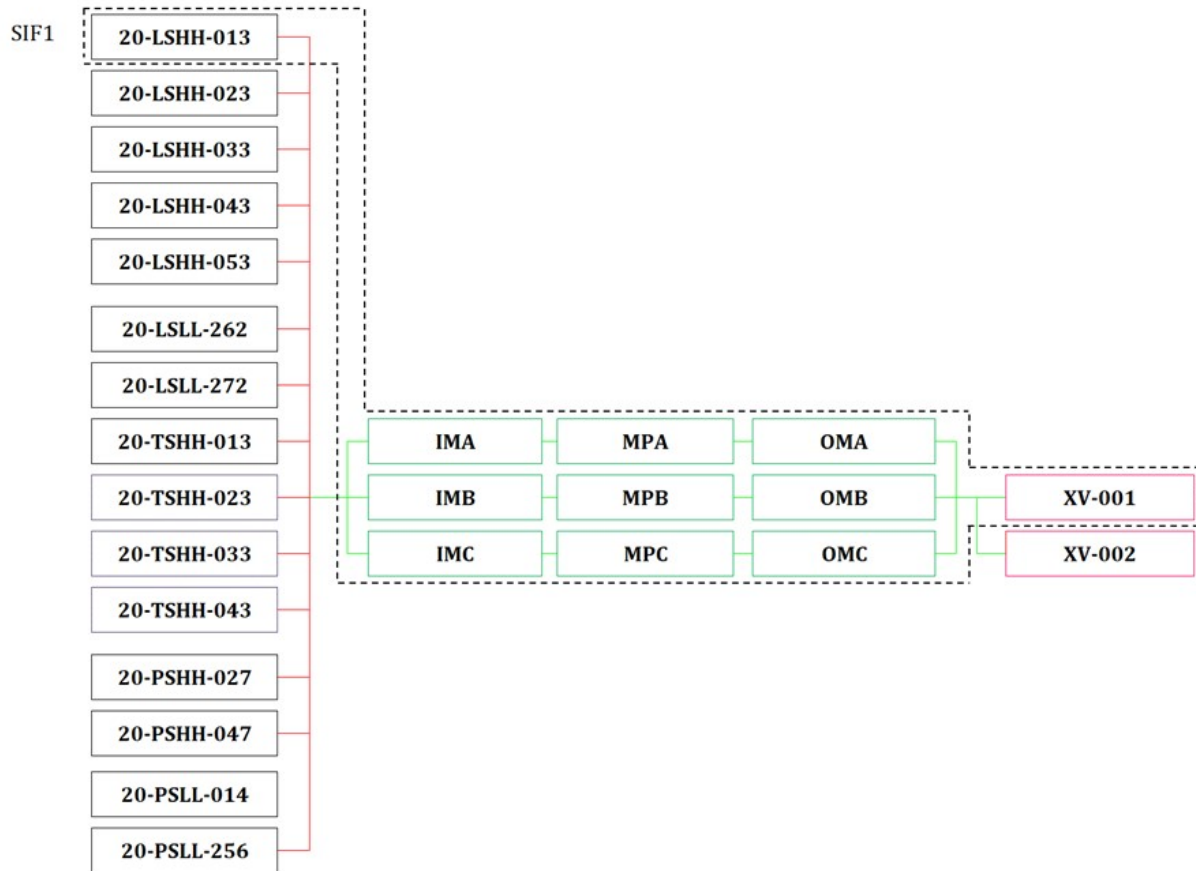 SIF1
20-LSHH-013
20-LSHH-023
20-LSHH-033
20-LSHH-043
20-LSHH-053
20-LSLL-262
20-LSLL-272
20-TSHH-013
IMA
MPA
OMA
20-TSHH-023
IMB
MPB
OMB
XV-001
20-TSHH-033
IMC
MPC
OMC
XV-002
20-TSHH-043
20-PSHH-027
20-PSHH-047
20-PSLL-014
20-PSLL-256